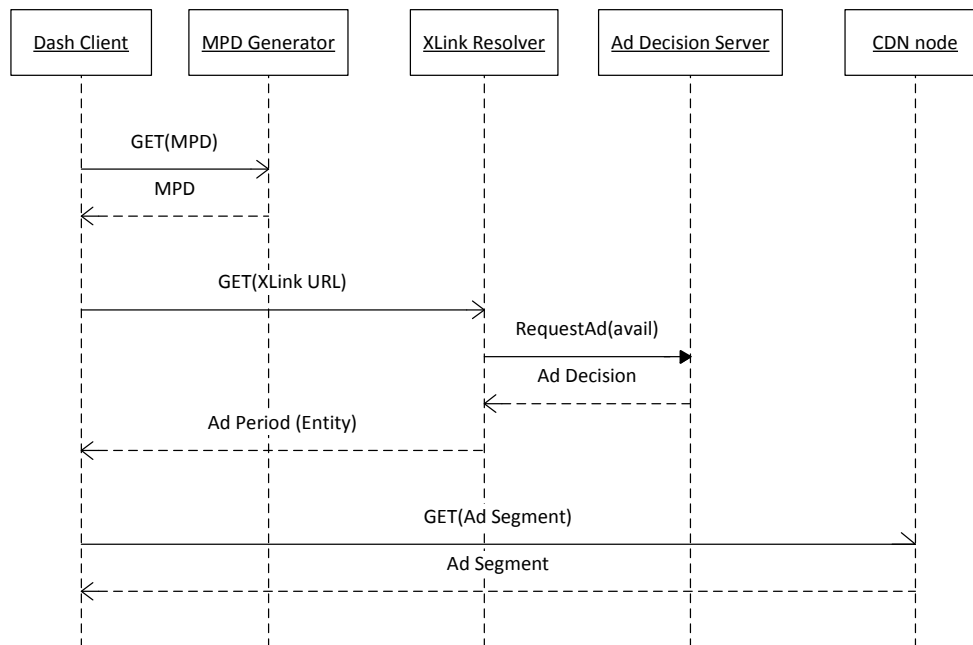 Dash Client
MPD Generator
XLink Resolver
Ad Decision Server
CDN node
GET(MPD)
MPD
GET(XLink URL)
RequestAd(avail)
Ad Decision
Ad Period (Entity)
GET(Ad Segment)
Ad Segment